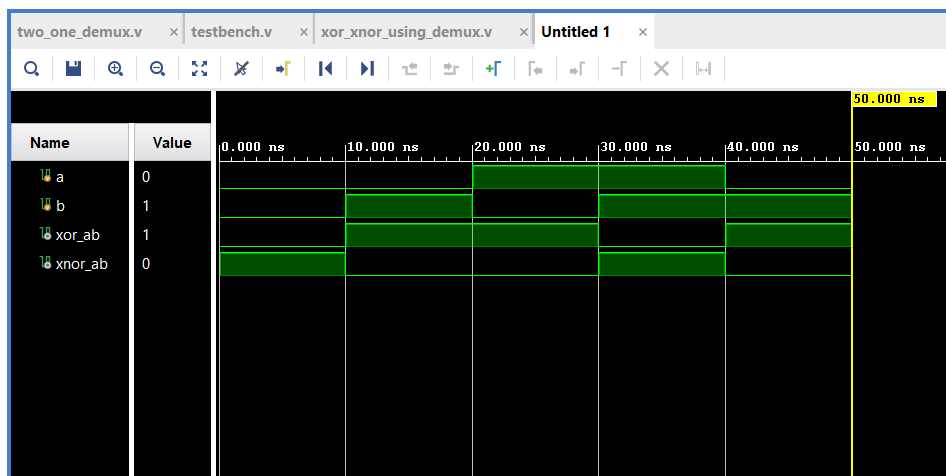 two_one_demux.v × testbench.v × xor_xnor_using_demux.v × Untitled 1 ×
50.000 ns
Name Value
0.000 ns 10.000 ns 20.000 ns 30.000 ns 40.000 ns 50.000 ns
a 0
b 1
xor_ab 1
xnor_ab 0